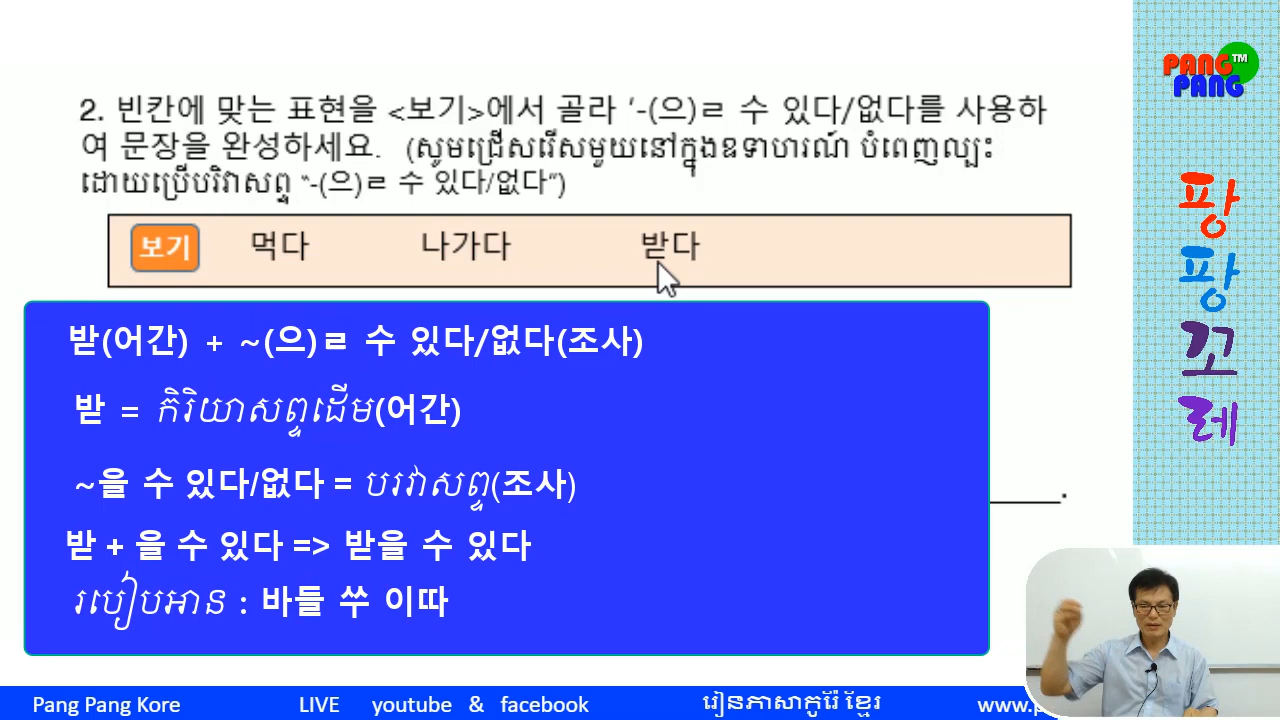 2. 빈칸에 맞는 표현을 <보기>에서 골라 '-(으)ㄹ 수 있다/없다를 사용하
여 문장을 완성하세요. (សូមជ្រើសរើសមួយនៅក្នុងឧទាហរណ៍ បំពេញល្បះ
ដោយប្រើបរិវាសព្ទ "-(으)ㄹ 수 있다/없다")
보기 먹다 나가다 받다
받(어간) + ~(으)ㄹ 수 있다/없다(조사)
받 = កិរិយាសព្ទដើម(어간)
~을 수 있다/없다 = បរវាសព្ទ(조사)
받 + 을 수 있다 => 받을 수 있다
របៀបអាន : 바들 쑤 이따
.
PANG PANG™
팡팡꼬레
Pang Pang Kore LIVE youtube & facebook រៀនភាសាកូរ៉ែ ខ្មែរ www.p